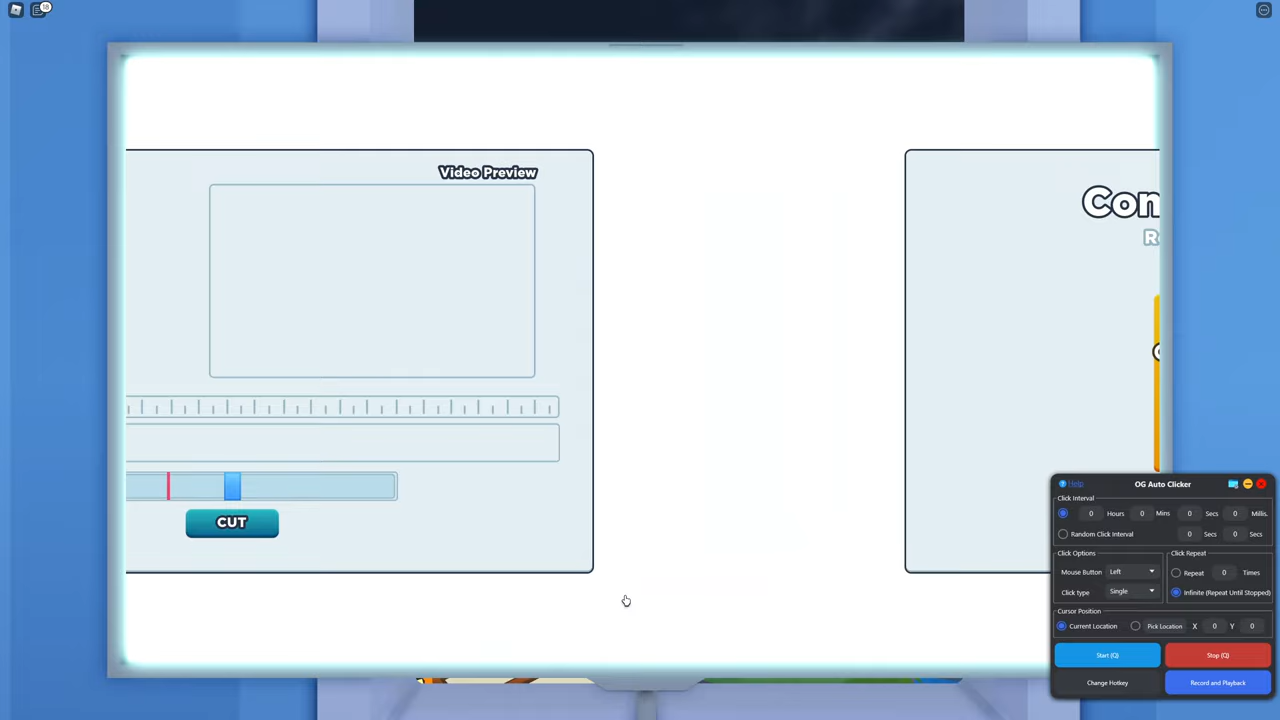 18
Video Preview
Con
R
CUT
Help
OG Auto Clicker
Click Interval
0 Hours 0 Mins 0 Secs 0 Millis.
Random Click Interval 0 Secs 0 Secs
Click Options
Click Repeat
Mouse Button Left
Repeat 0 Times
Click type Single
Infinite (Repeat Until Stopped)
Cursor Position
Current Location Pick Location X 0 Y 0
Start (Q)
Stop (Q)
Change Hotkey
Record and Playback